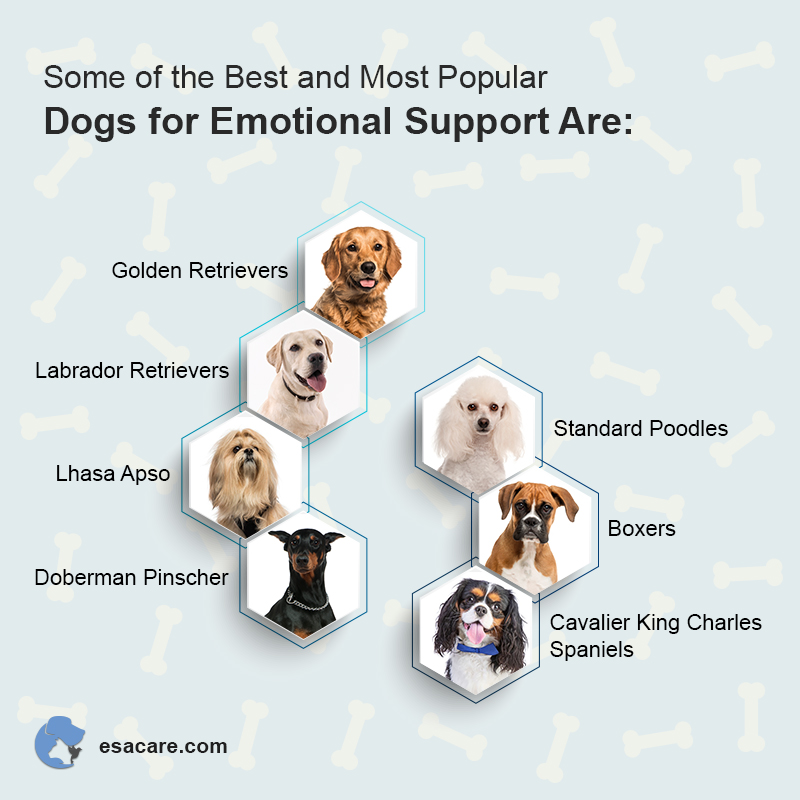 Some of the Best and Most Popular
Dogs for Emotional Support Are:
Golden Retrievers
Labrador Retrievers
Lhasa Apso
Doberman Pinscher
Standard Poodles
Boxers
Cavalier King Charles
Spaniels
esacare.com